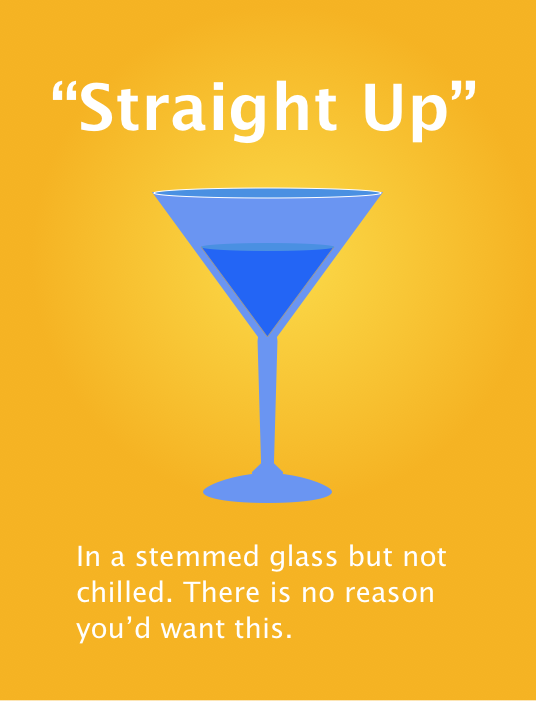 “Straight Up”
In a stemmed glass but not
chilled. There is no reason
you’d want this.